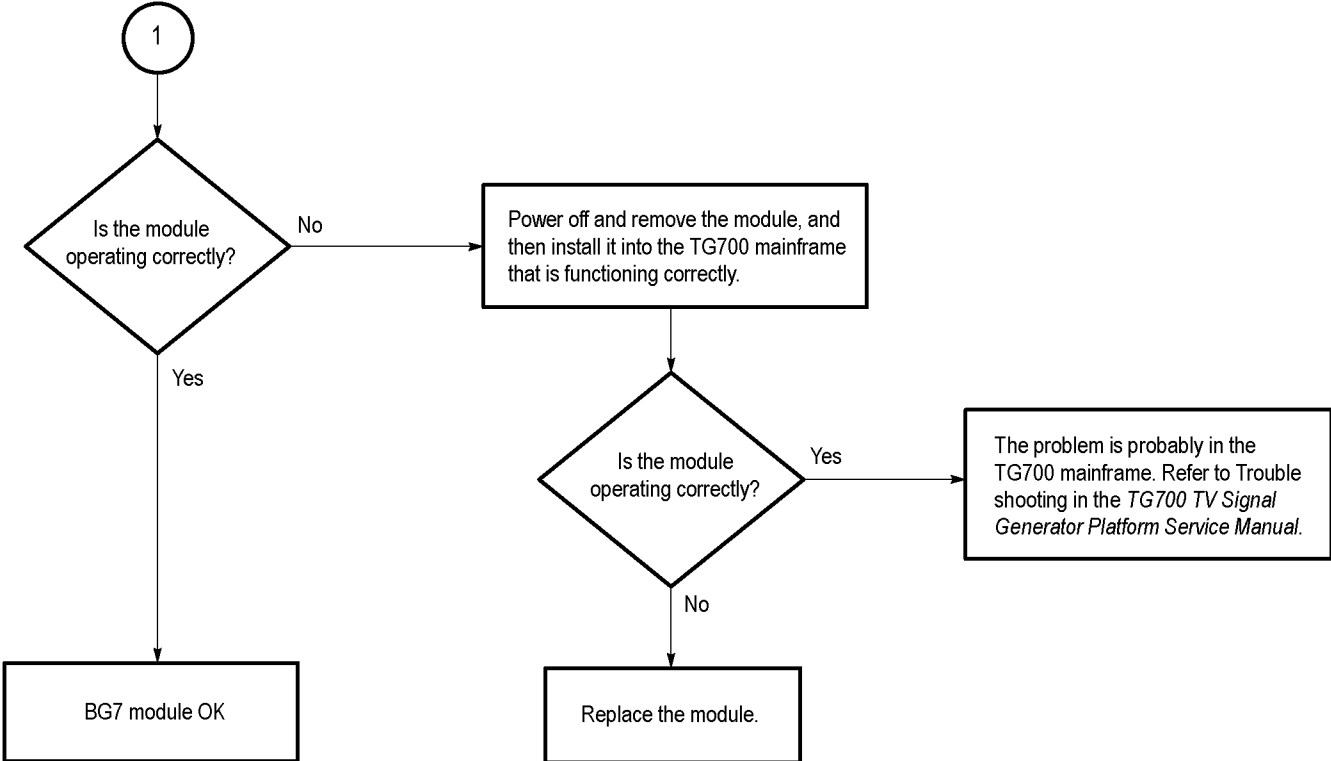 1
Is the module
operating correctly?
No
Power off and remove the module, and
then install it into the TG700 mainframe
that is functioning correctly.
Yes
Is the module
operating correctly?
Yes
The problem is probably in the
TG700 mainframe. Refer to Trouble
shooting in the TG700 TV Signal
Generator Platform Service Manual.
No
BG7 module OK
Replace the module.